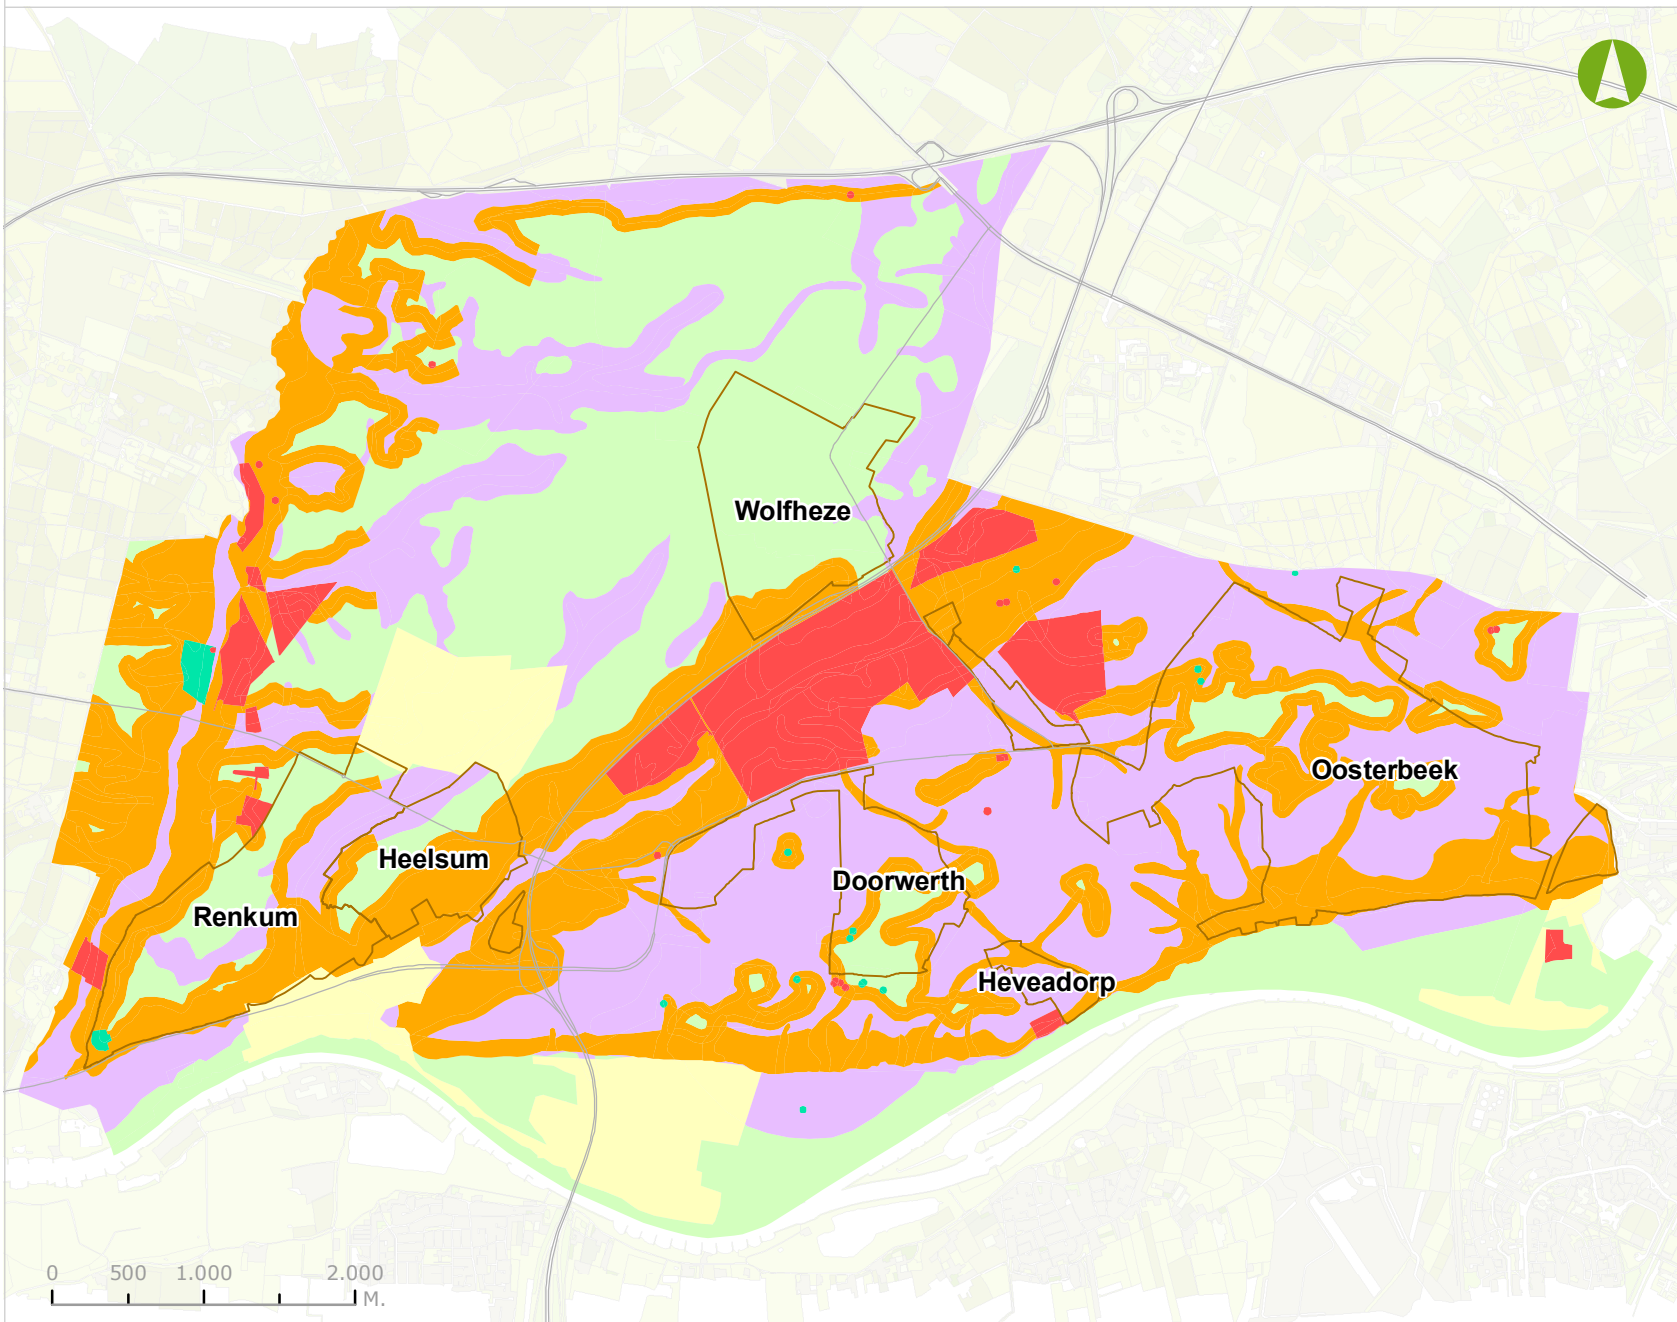 Wolfheze
Oosterbeek
Heelsum
Doorwerth
Renkum
Heveadorp
0 500 1.000 2.000
M.